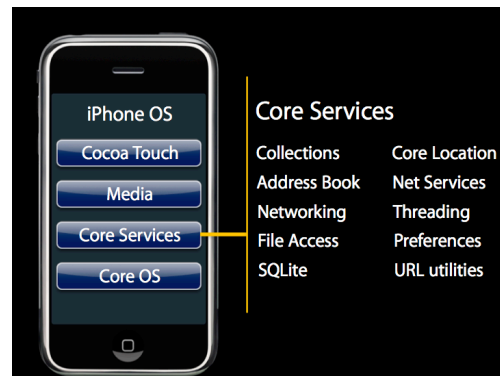 iPhone OS
Cocoa Touch
Media
Core Services
Core OS
Core Services
Collections
Address Book
Networking
File Access
SQLite
Core Location
Net Services
Threading
Preferences
URL utilities